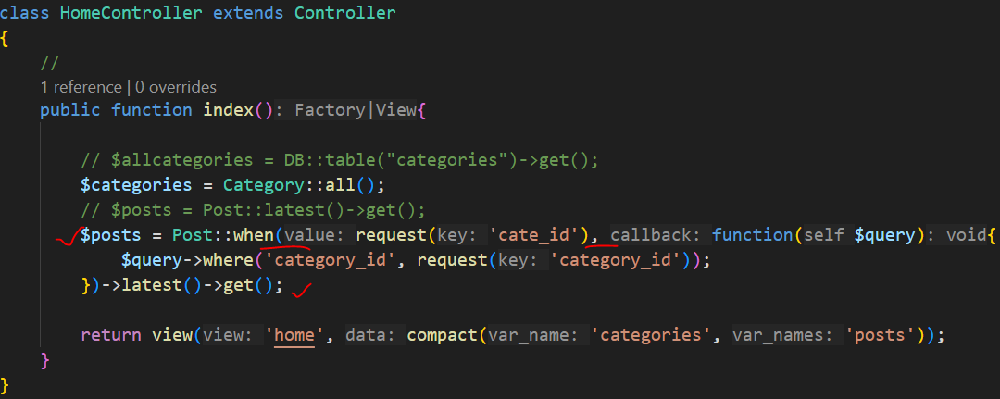 class HomeController extends Controller
{
    //
    1 reference | 0 overrides
    public function index(): Factory|View{

        // $allcategories = DB::table("categories")->get();
        $categories = Category::all();
        // $posts = Post::latest()->get();
        $posts = Post::when(value: request(key: 'cate_id'), callback: function(self $query): void{
            $query->where('category_id', request(key: 'category_id'));
        })->latest()->get();

        return view(view: 'home', data: compact(var_name: 'categories', var_names: 'posts'));
    }
}